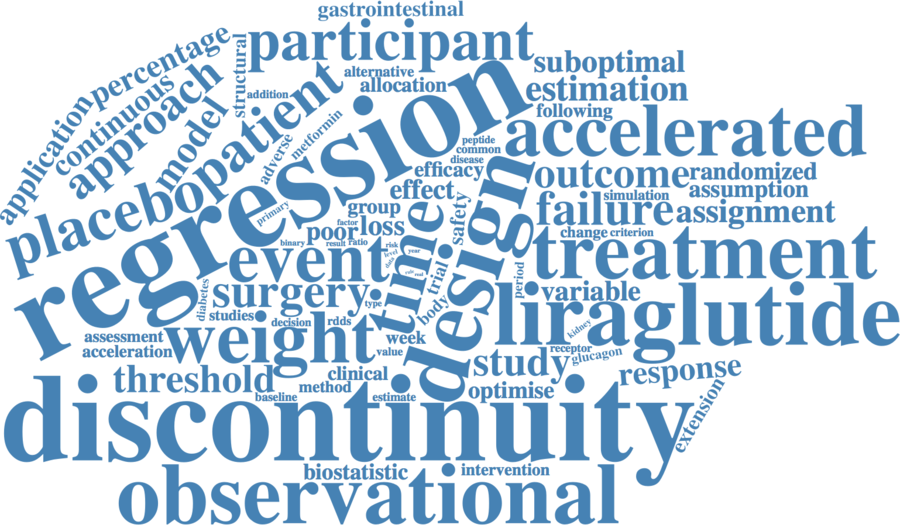 gastrointestinal
participant
percentage
structural
alternative
allocation
addition
suboptimal
estimation
following
continuous
application
approach
model
patient
placebo
adverse
metformin
regression
peptide
common
disease
accelerated
efficacy
effect
outcome
randomized
simulation
assumption
primary
group
factor
poor
loss
result
ratio
binary
safety
failure
assignment
change
criterion
event
risk
level
year
data
time
design
treatment
diabetes
surgery
type
body
trial
period
variable
liraglutide
studies
decision
rdds
kidney
assessment
acceleration
weight
week
value
receptor
glucagon
study
response
threshold
clinical
method
baseline
estimate
optimise
discontinuity
extension
biostatistic
intervention
observational